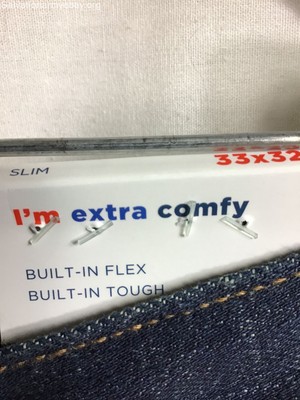 SLIM
33x32
I'm extra comfy
BUILT-IN FLEX
BUILT-IN TOUGH